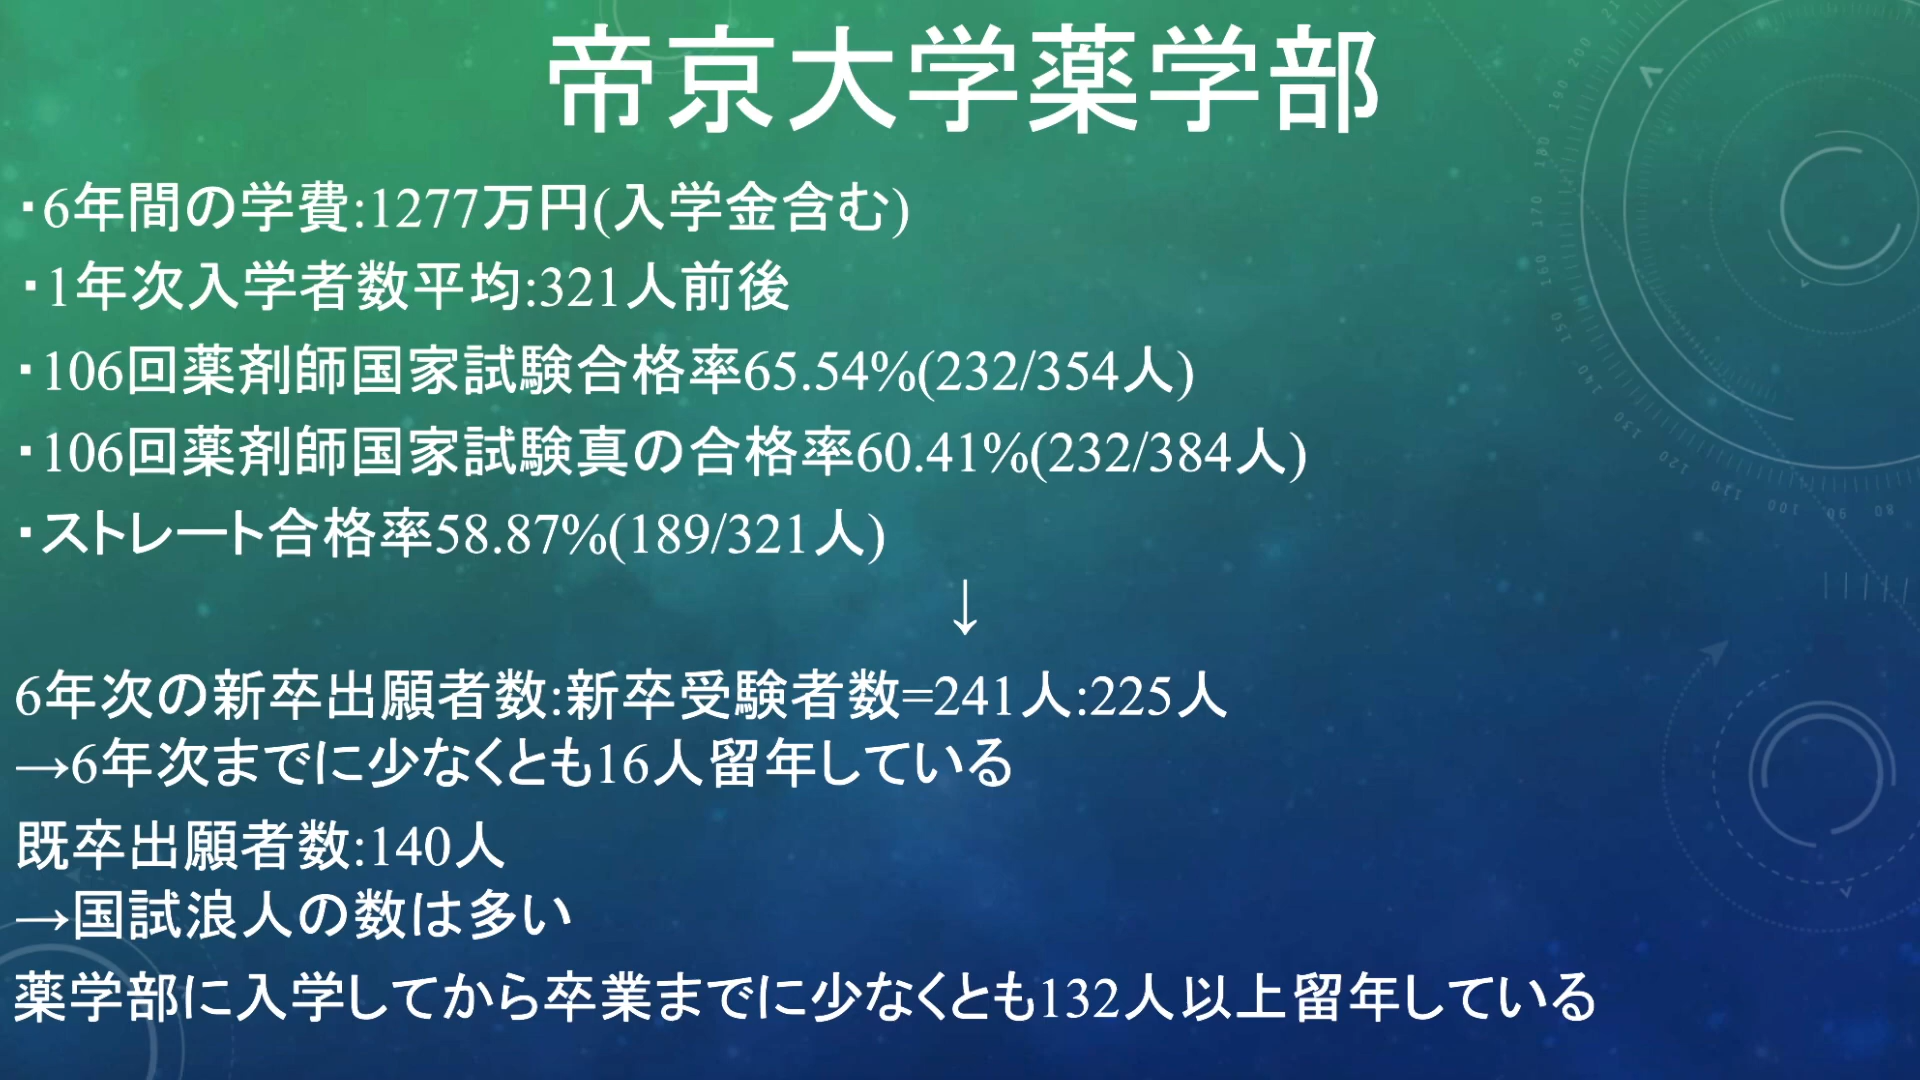 帝京大学薬学部
・6年間の学費:1277万円(入学金含む)
・1年次入学者数平均:321人前後
・106回薬剤師国家試験合格率65.54%(232/354人)
・106回薬剤師国家試験真の合格率60.41%(232/384人)
・ストレート合格率58.87%(189/321人)
↓
6年次の新卒出願者数:新卒受験者数=241人:225人
→6年次までに少なくとも16人留年している
既卒出願者数:140人
→国試浪人の数は多い
薬学部に入学してから卒業までに少なくとも132人以上留年している